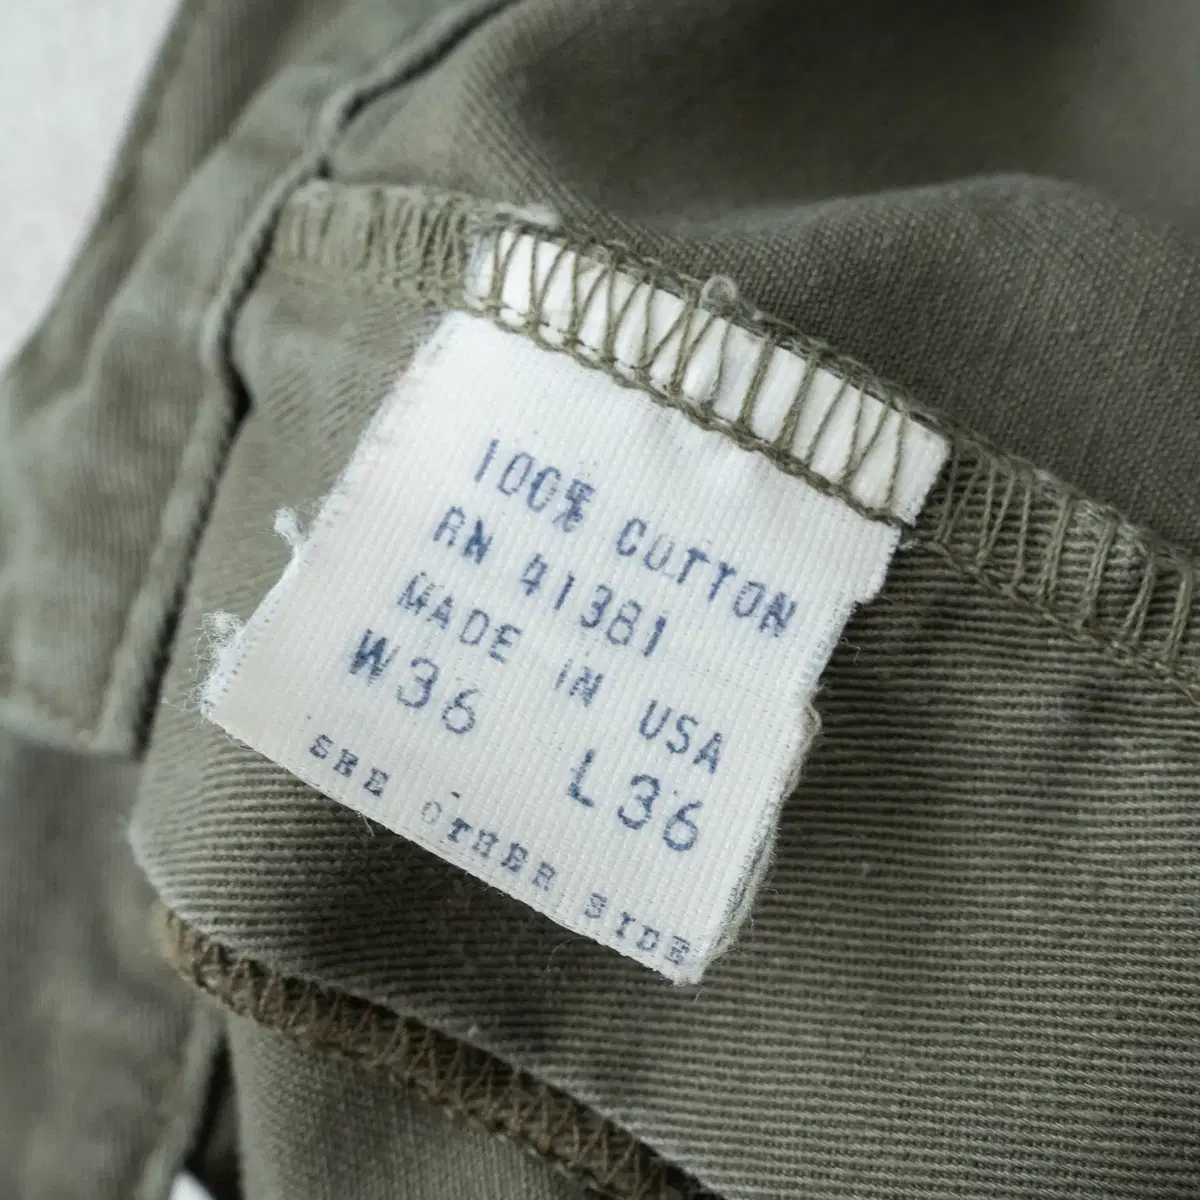 100% COTTON
RN 41381
MADE IN USA
W36 L36
SEE OTHER SIDE